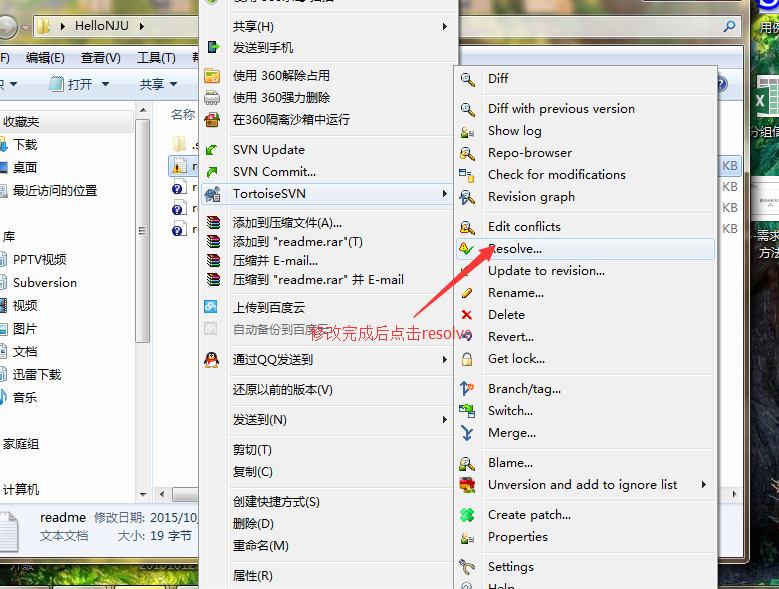 HelloNJU
编辑(E)
查看(V)
工具(T)
打开
共享
名称
收藏夹
下载
桌面
最近访问的位置
库
PPTV视频
Subversion
视频
图片
文档
迅雷下载
音乐
家庭组
计算机
readme 修改日期: 2015/10/
文本文档 大小: 19 字节
共享(H)
发送到手机
使用 360解除占用
使用 360强力删除
在360隔离沙箱中运行
SVN Update
SVN Commit...
TortoiseSVN
添加到压缩文件(A)...
添加到 "readme.rar"(T)
压缩并 E-mail...
压缩到 "readme.rar" 并 E-mail
上传到百度云
自动备份到百度云
通过QQ发送到
还原以前的版本(V)
发送到(N)
剪切(T)
复制(C)
创建快捷方式(S)
删除(D)
重命名(M)
属性(R)
Diff
Diff with previous version
Show log
Repo-browser
Check for modifications
Revision graph
Edit conflicts
Resolve...
Update to revision...
Rename...
Delete
Revert...
Get lock...
Branch/tag...
Switch...
Merge...
Blame...
Unversion and add to ignore list
Create patch...
Properties
Settings
Help
修改完成后点击resolve
KB
KB
KB
KB
用例
分组信
-需求
方法